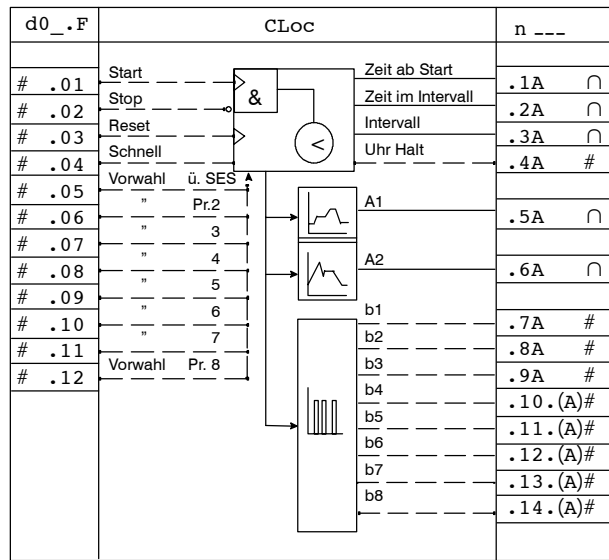 d0_.F CLoc n ___
# .01 Start & Zeit ab Start .1A ∩
# .02 Stop Zeit im Intervall .2A ∩
# .03 Reset < Intervall .3A ∩
# .04 Schnell Uhr Halt .4A #
# .05 Vorwahl ü. SES
# .06 ” Pr.2 A1 .5A ∩
# .07 ” 3
# .08 ” 4 A2 .6A ∩
# .09 ” 5
# .10 ” 6 b1 .7A #
# .11 ” 7 b2 .8A #
# .12 Vorwahl Pr. 8 b3 .9A #
b4 .10.(A)#
b5 .11.(A)#
b6 .12.(A)#
b7 .13.(A)#
b8 .14.(A)#